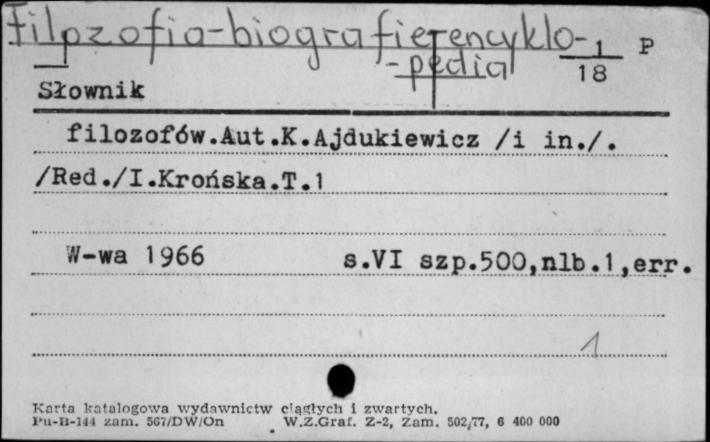 filozofia-biografie-encyklo-
-pedia
1 P
18
Słownik
filozofów.Aut.K.Ajdukiewicz /i in./.
/Red./I.Krońska.T.1
W-wa 1966 s.VI szp.500,nlb.1,err.
1
Karta katalogowa wydawnictw ciągłych i zwartych.
Pu-B-144 zam. 567/DW/On W.Z.Graf. Z-2, Zam. 502/77, 6 400 000